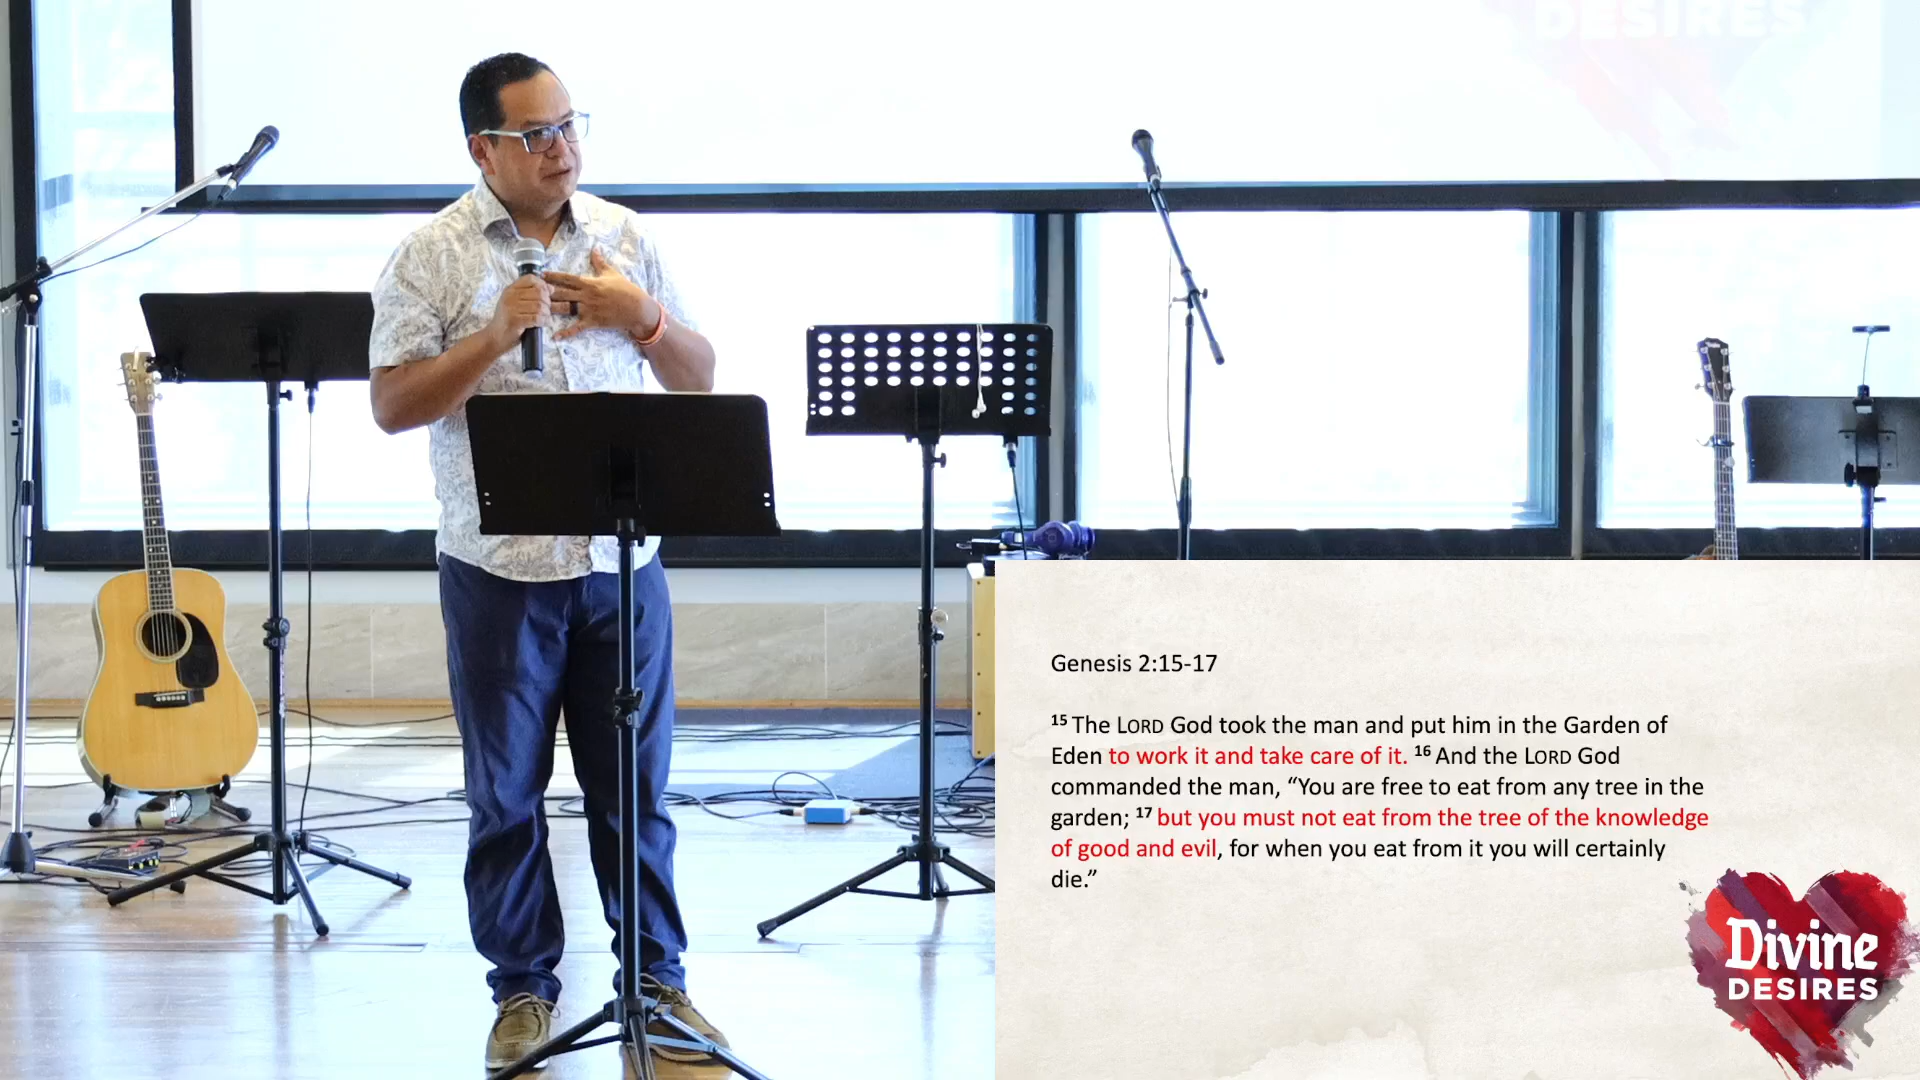 DESIRES
Genesis 2:15-17
15 The LORD God took the man and put him in the Garden of
Eden to work it and take care of it. 16 And the LORD God
commanded the man, “You are free to eat from any tree in the
garden; 17 but you must not eat from the tree of the knowledge
of good and evil, for when you eat from it you will certainly
die.”
Divine
DESIRES